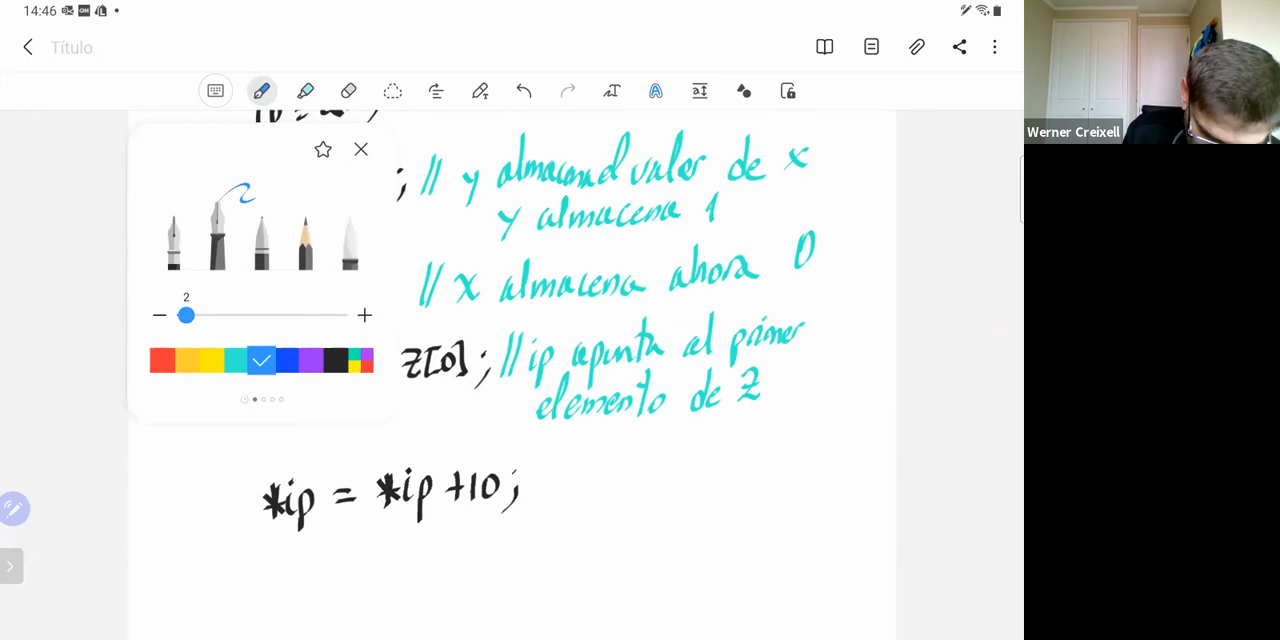 14:46
Título
; // y almacena el valor de x
y almacena 1
// x almacena ahora 0
z[0]; // ip apunta al primer
elemento de z
*ip = *ip +10;
2
Werner Creixell